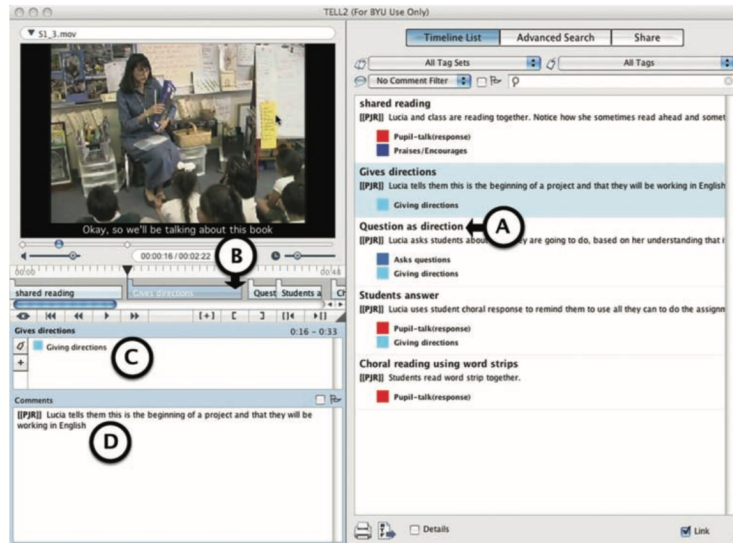 TELL2 (For BYU Use Only)
S1_3.mov
Okay, so we'll be talking about this book
00:00:16 / 00:02:22
B
00:00
00:48
shared reading
Gives directions
Quest
Students a
Ch
[+]
[
]
Gives directions
0:16 - 0:33
Giving directions
C
Comments
[[PJR]] Lucia tells them this is the beginning of a project and that they will be
working in English
D
Timeline List
Advanced Search
Share
All Tag Sets
All Tags
No Comment Filter
shared reading
[[PJR]] Lucia and class are reading together. Notice how she sometimes read ahead and somet
Pupil-talk(response)
Praises/Encourages
Gives directions
[[PJR]] Lucia tells them this is the beginning of a project and that they will be working in English
Giving directions
Question as direction
A
[[PJR]] Lucia asks students abou ey are going to do, based on her understanding that i
Asks questions
Giving directions
Students answer
[[PJR]] Lucia uses student choral response to remind them to use all they can to do the assignm
Pupil-talk(response)
Giving directions
Choral reading using word strips
[[PJR]] Students read word strip together.
Pupil-talk(response)
Details
Link